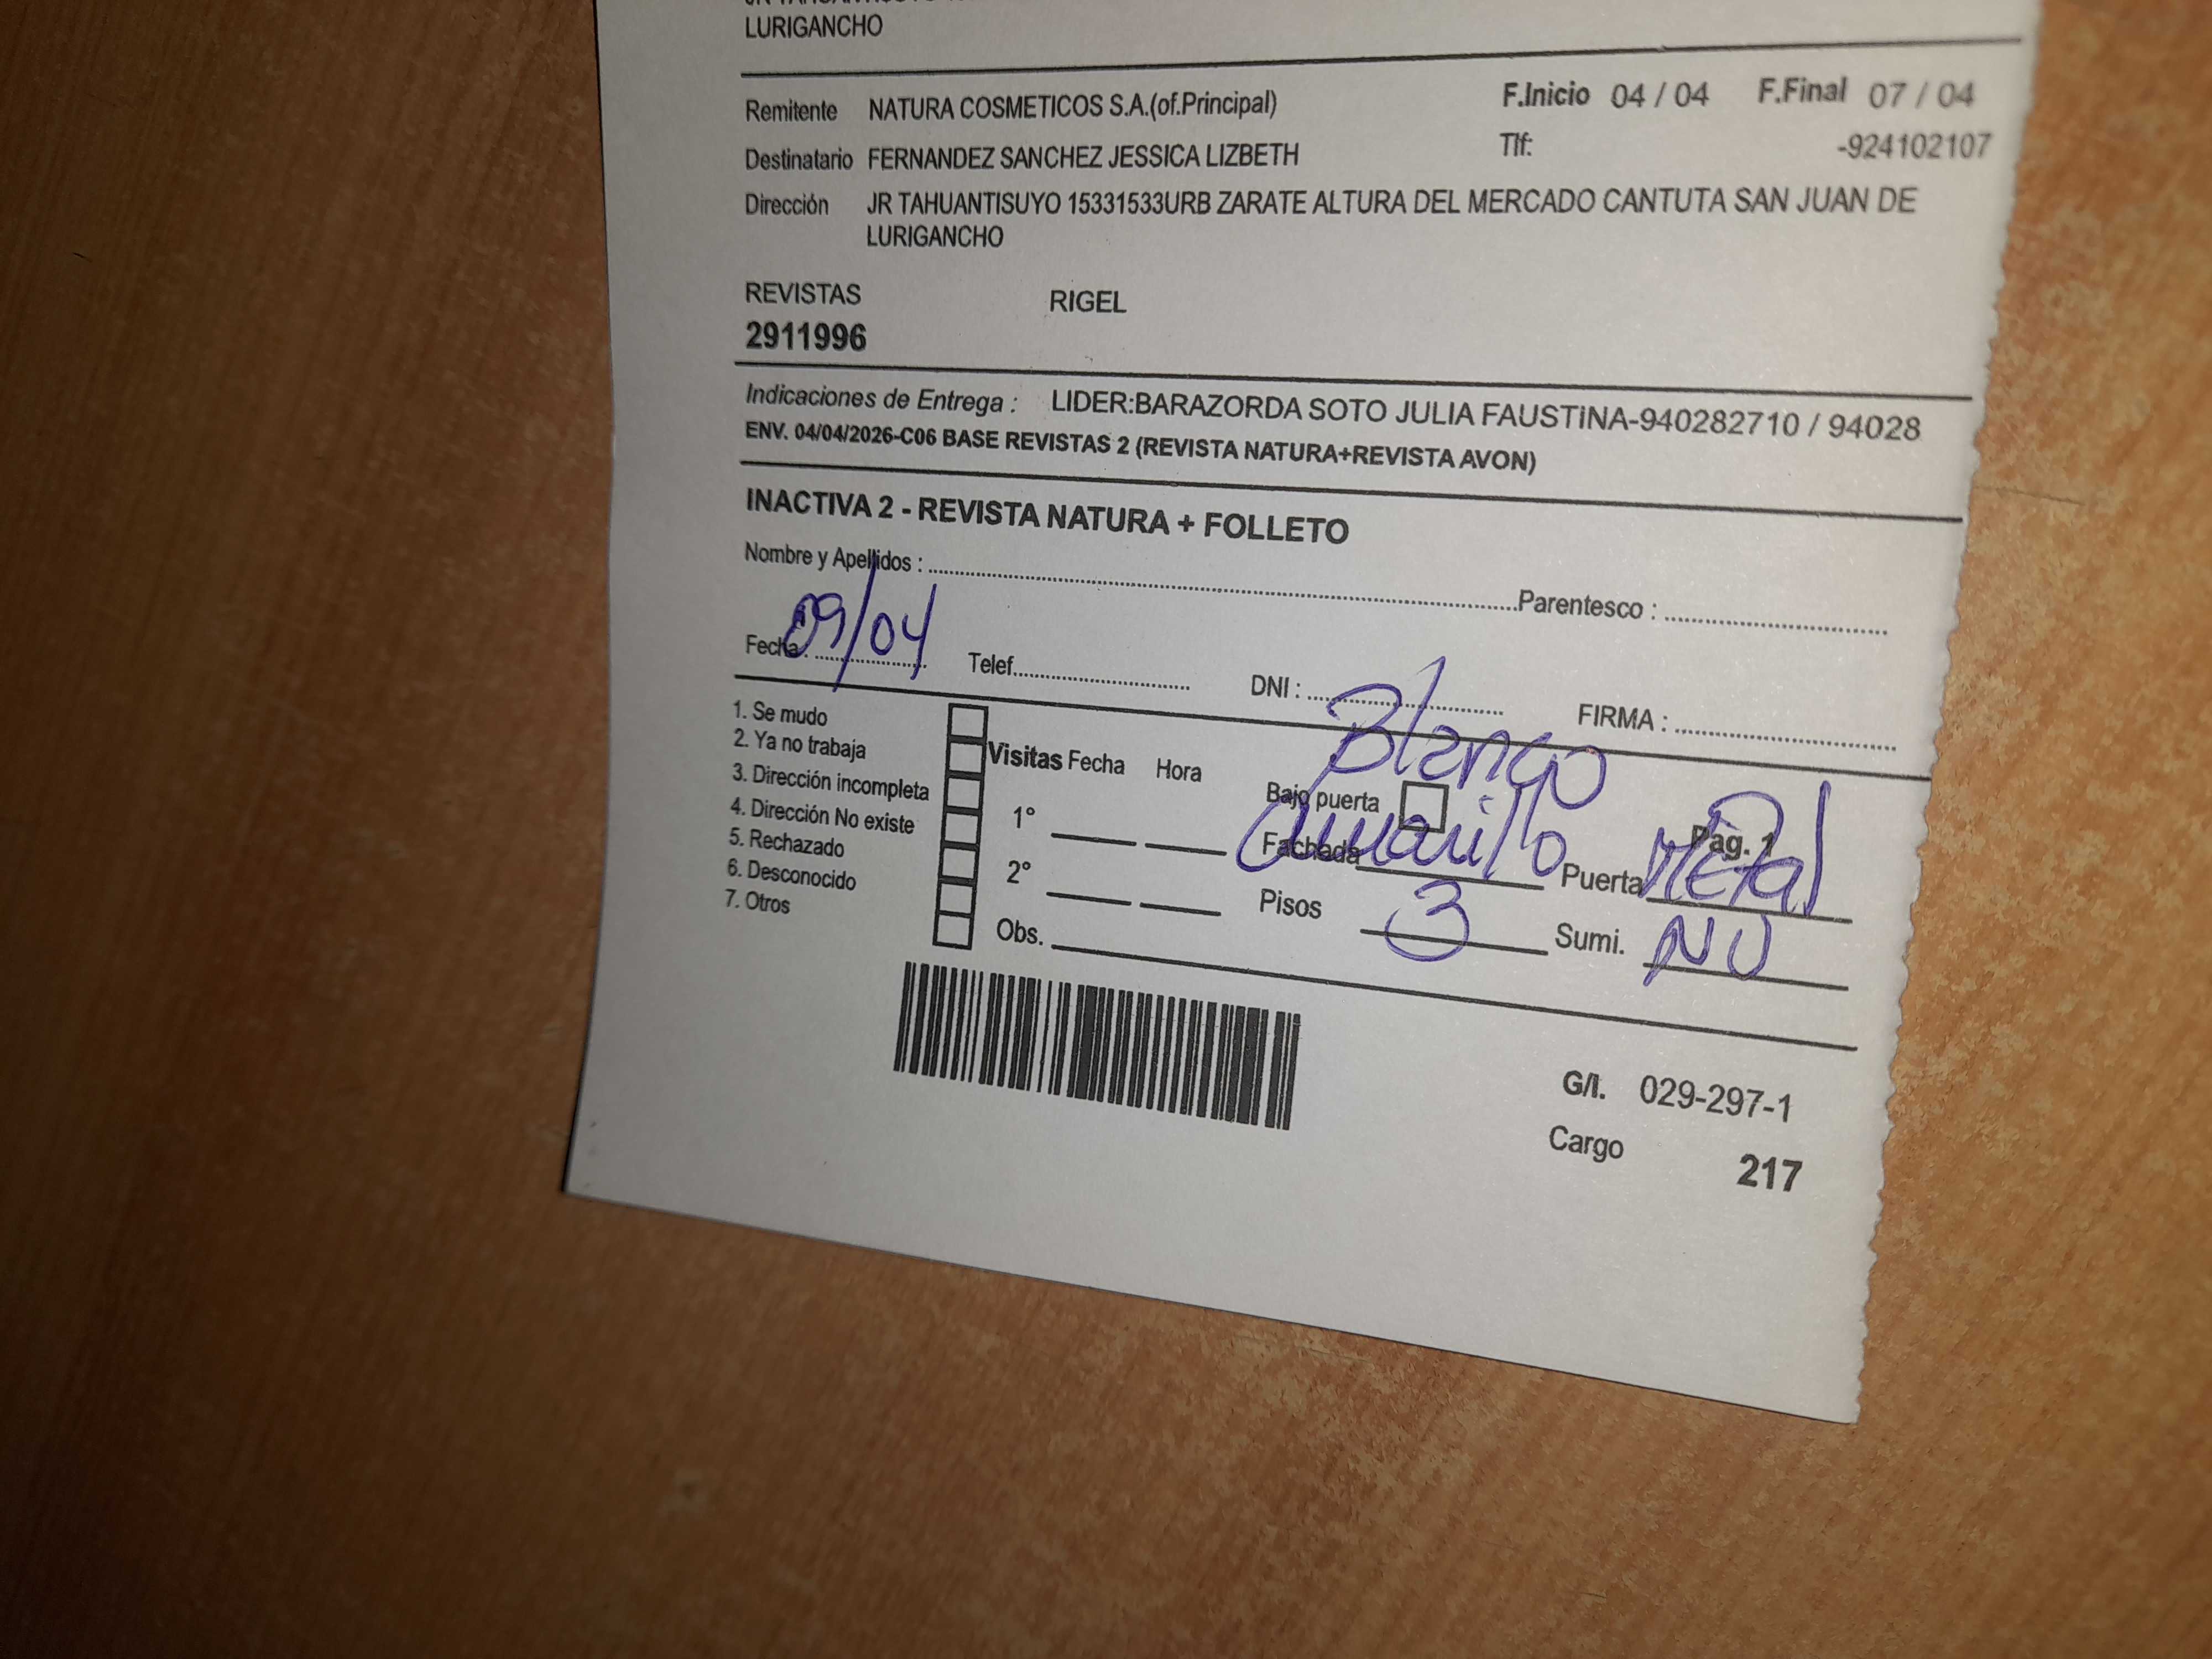 LURIGANCHO
Remitente NATURA COSMETICOS S.A.(of.Principal) F.Inicio 04 / 04 F.Final 07 / 04
Destinatario FERNANDEZ SANCHEZ JESSICA LIZBETH Tlf: -924102107
Dirección JR TAHUANTISUYO 15331533URB ZARATE ALTURA DEL MERCADO CANTUTA SAN JUAN DE
LURIGANCHO
REVISTAS RIGEL
2911996
Indicaciones de Entrega : LIDER:BARAZORDA SOTO JULIA FAUSTINA-940282710 / 94028
ENV. 04/04/2026-C06 BASE REVISTAS 2 (REVISTA NATURA+REVISTA AVON)
INACTIVA 2 - REVISTA NATURA + FOLLETO
Nombre y Apellidos : Parentesco :
Fecha : 09/04 Telef. DNI : FIRMA :
1. Se mudo
2. Ya no trabaja
3. Dirección incompleta
4. Dirección No existe
5. Rechazado
6. Desconocido
7. Otros
Visitas Fecha Hora
1°
2°
Obs.
Blanco
Bajo puerta Pág. 1
Fachada Amarillo Puerta Metal
Pisos 3 Sumi. NO
G/I. 029-297-1
Cargo 217